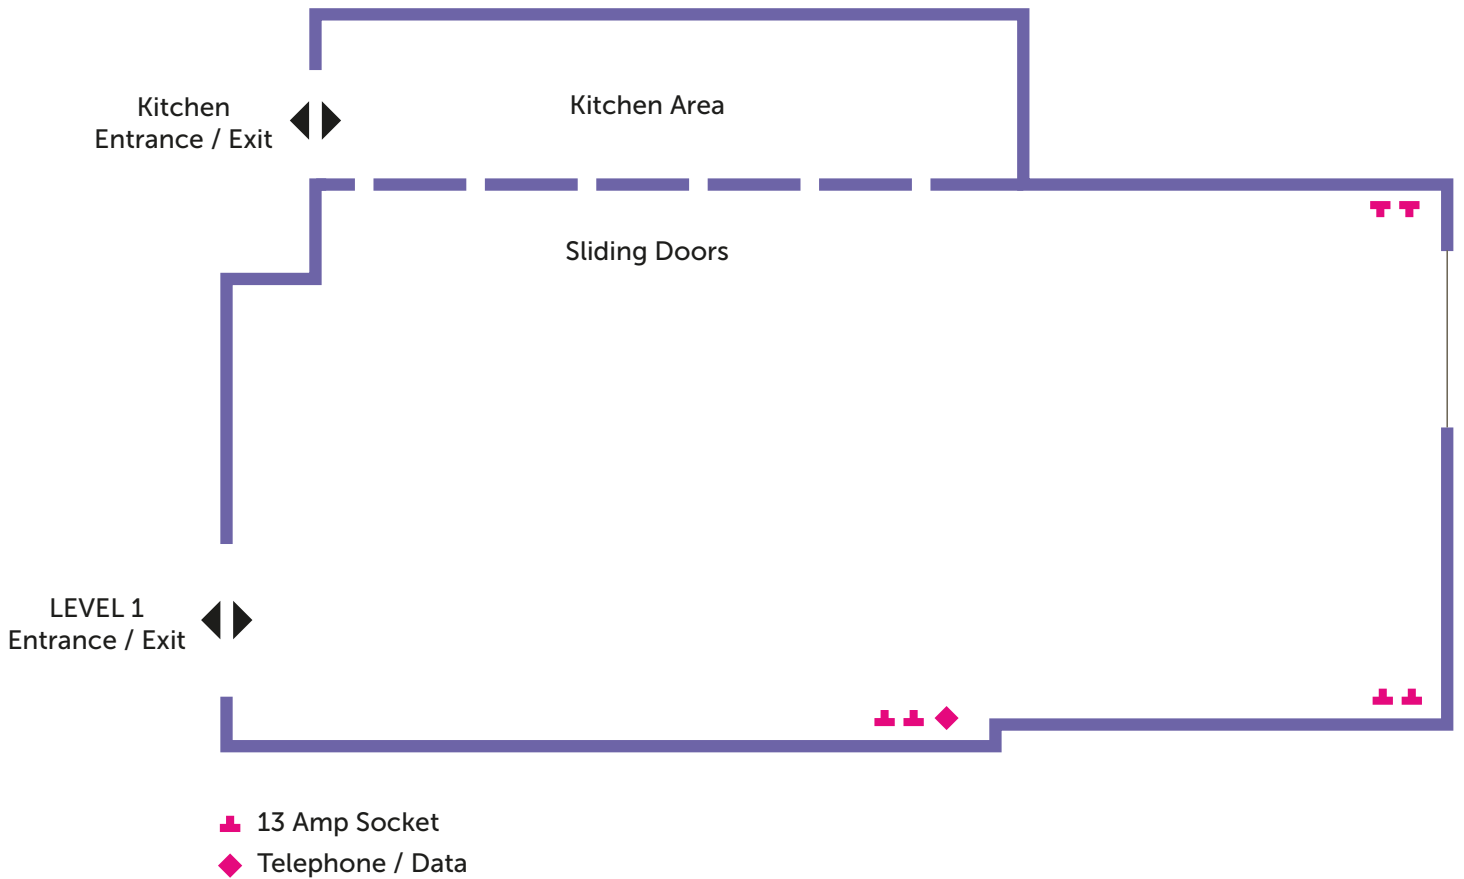 Kitchen
Entrance / Exit
Kitchen Area
Sliding Doors
LEVEL 1
Entrance / Exit
13 Amp Socket
Telephone / Data